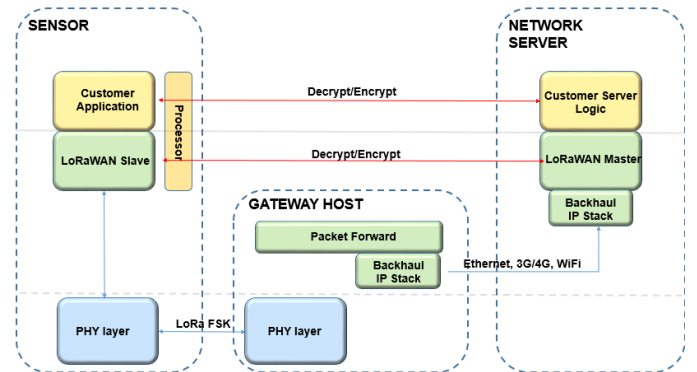 SENSOR
Customer
Application
Processor
LoRaWAN Slave
PHY layer
Decrypt/Encrypt
Decrypt/Encrypt
LoRa FSK
GATEWAY HOST
Packet Forward
Backhaul
IP Stack
PHY layer
Ethernet, 3G/4G, WiFi
NETWORK
SERVER
Customer Server
Logic
LoRaWAN Master
Backhaul
IP Stack